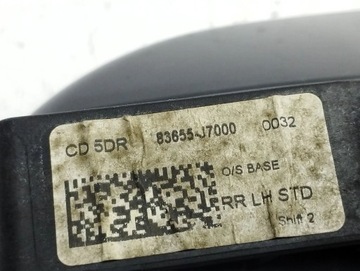 CD 5DR 83655-J7000 0032
O/S BASE
RR LH STD
Shift 2